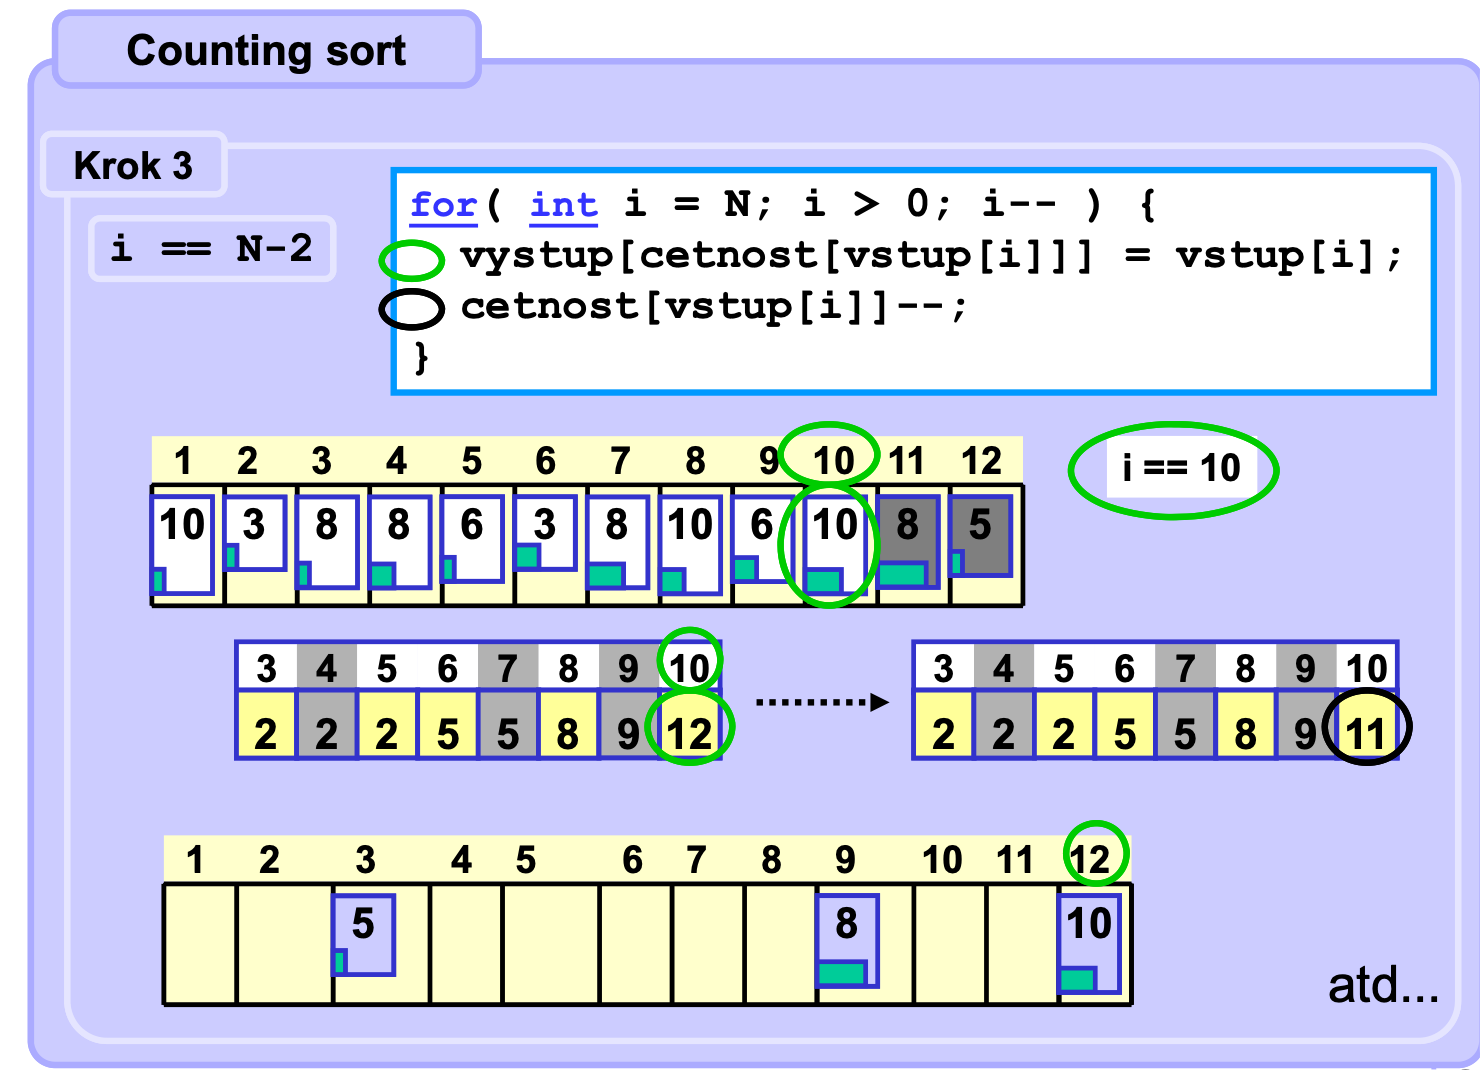 Counting sort
Krok 3
i == N-2
for( int i = N; i > 0; i-- ) {
vystup[cetnost[vstup[i]]] = vstup[i];
cetnost[vstup[i]]--;
}
1 2 3 4 5 6 7 8 9 10 11 12
i == 10
10 3 8 8 6 3 8 10 6 10 8 5
3 4 5 6 7 8 9 10
2 2 2 5 5 8 9 12
3 4 5 6 7 8 9 10
2 2 2 5 5 8 9 11
1 2 3 4 5 6 7 8 9 10 11 12
5 8 10
atd...